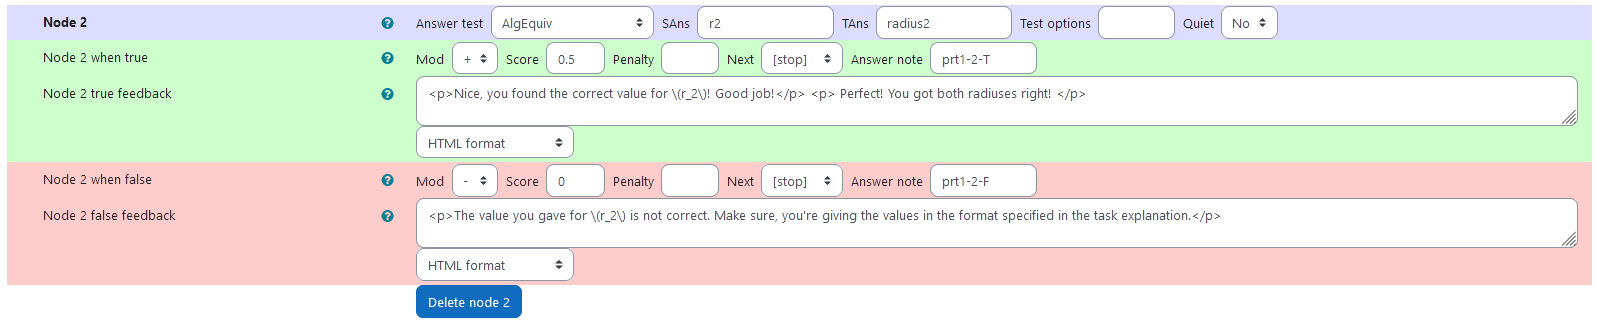 Node 2 Answer test AlgEquiv SAns r2 TAns radius2 Test options Quiet No
Node 2 when true Mod + Score 0.5 Penalty Next [stop] Answer note prt1-2-T
Node 2 true feedback <p>Nice, you found the correct value for \(r_2\)! Good job!</p> <p> Perfect! You got both radiuses right! </p>
HTML format
Node 2 when false Mod - Score 0 Penalty Next [stop] Answer note prt1-2-F
Node 2 false feedback <p>The value you gave for \(r_2\) is not correct. Make sure, you're giving the values in the format specified in the task explanation.</p>
HTML format
Delete node 2